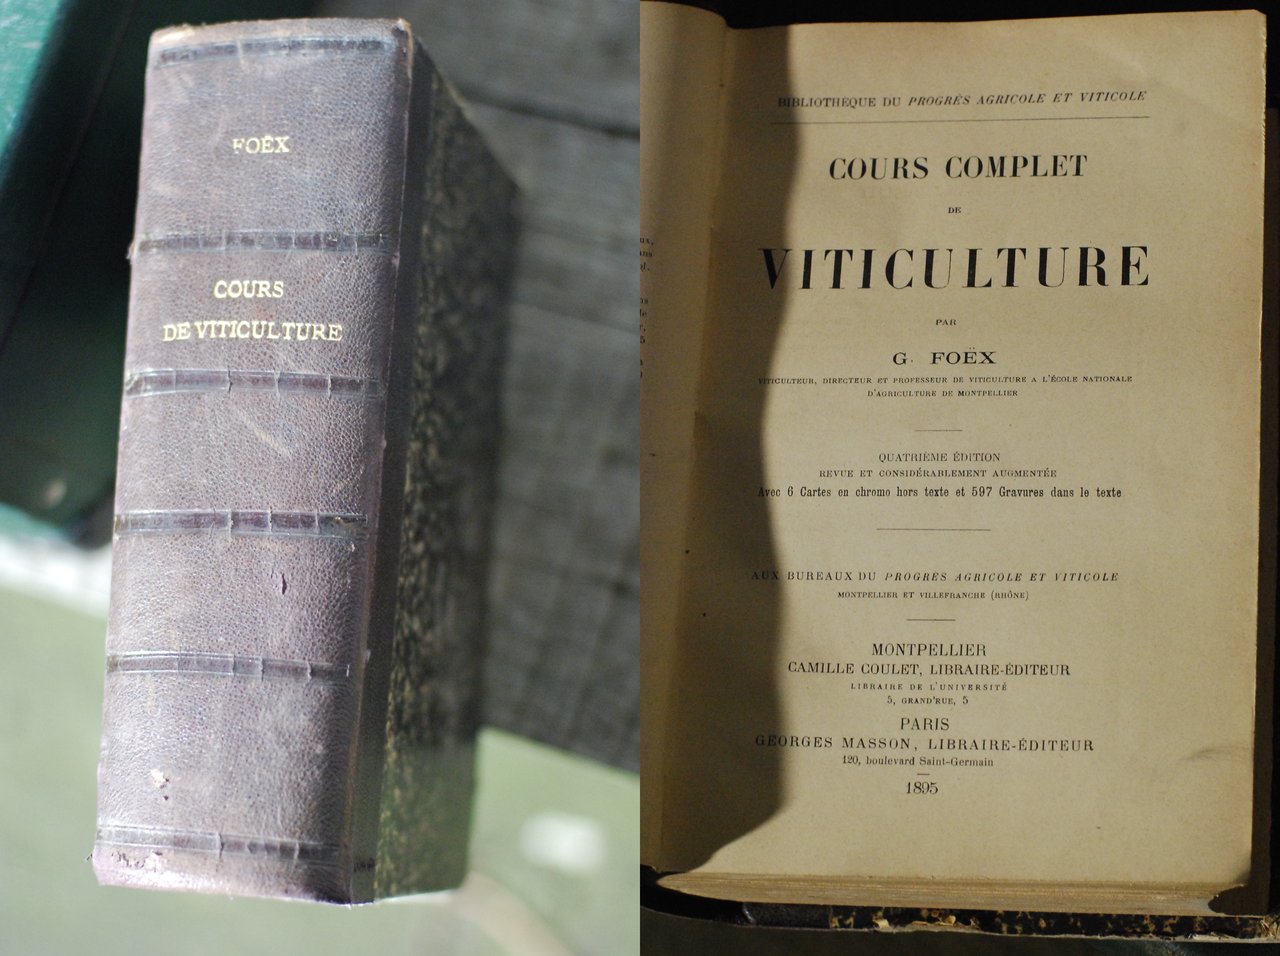 FOËX
COURS
DE VITICULTURE
BIBLIOTHÈQUE DU PROGRÈS AGRICOLE ET VITICOLE
COURS COMPLET
DE
VITICULTURE
PAR
G. FOËX
VITICULTEUR, DIRECTEUR ET PROFESSEUR DE VITICULTURE A L'ÉCOLE NATIONALE
D'AGRICULTURE DE MONTPELLIER
QUATRIÈME ÉDITION
REVUE ET CONSIDÉRABLEMENT AUGMENTÉE
Avec 6 Cartes en chromo hors texte et 597 Gravures dans le texte
AUX BUREAUX DU PROGRÈS AGRICOLE ET VITICOLE
MONTPELLIER ET VILLEFRANCHE (RHÔNE)
MONTPELLIER
CAMILLE COULET, LIBRAIRE-ÉDITEUR
LIBRAIRE DE L'UNIVERSITÉ
5, GRAND'RUE, 5
PARIS
GEORGES MASSON, LIBRAIRE-ÉDITEUR
120, boulevard Saint-Germain
1895